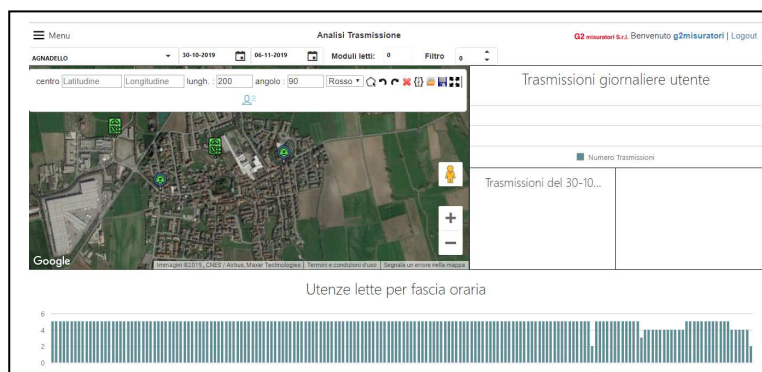 Menu
Analisi Trasmissione
G2 misuratori S.r.l. Benvenuto g2misuratori | Logout
AGNADELLO
30-10-2019
06-11-2019
Moduli letti: 0
Filtro 0
centro Latitudine Longitudine lungh. : 200 angolo : 90 Rosso
Trasmissioni giornaliere utente
Numero Trasmissioni
Trasmissioni del 30-10...
Google
Immagini ©2019, CNES / Airbus, Maxar Technologies Termini e condizioni d'uso Segnala un errore nella mappa
Utenze lette per fascia oraria
6
4
2
0